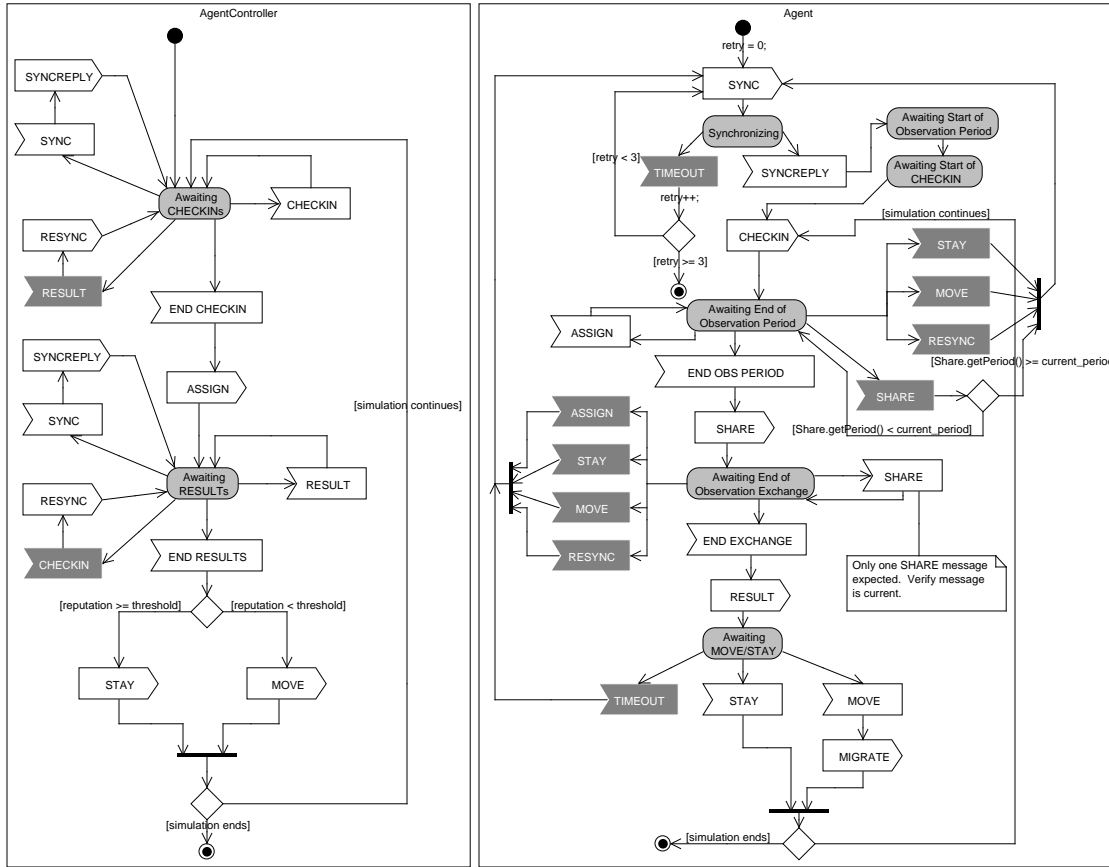 AgentController
SYNCREPLY
SYNC
Awaiting
CHECKINs
CHECKIN
RESYNC
RESULT
END CHECKIN
SYNCREPLY
ASSIGN
[simulation continues]
SYNC
Awaiting
RESULTs
RESULT
RESYNC
END RESULTS
CHECKIN
[reputation >= threshold]
[reputation < threshold]
STAY
MOVE
[simulation ends]
Agent
retry = 0;
SYNC
Awaiting Start of
Observation Period
Synchronizing
[retry < 3]
TIMEOUT
SYNCREPLY
Awaiting Start of
CHECKIN
retry++;
[simulation continues]
CHECKIN
STAY
[retry >= 3]
MOVE
Awaiting End of
Observation Period
ASSIGN
RESYNC
[Share.getPeriod() >= current_period
END OBS PERIOD
SHARE
ASSIGN
SHARE
[Share.getPeriod() < current_period]
STAY
Awaiting End of
Observation Exchange
SHARE
MOVE
END EXCHANGE
RESYNC
Only one SHARE message
expected. Verify message
is current.
RESULT
Awaiting
MOVE/STAY
TIMEOUT
STAY
MOVE
MIGRATE
[simulation ends]